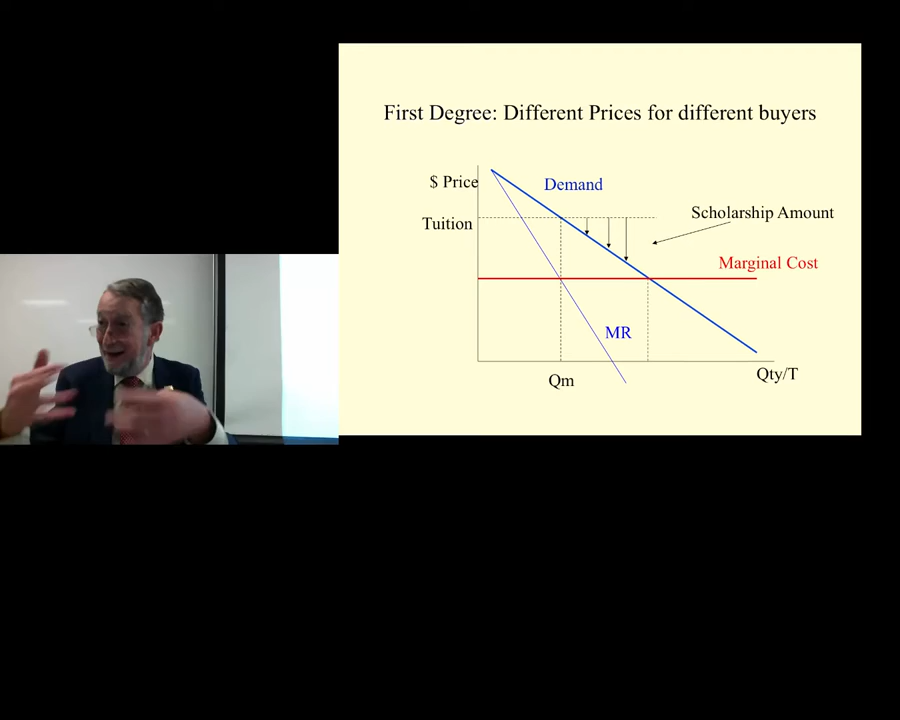 First Degree: Different Prices for different buyers
$ Price
Demand
Tuition
Scholarship Amount
Marginal Cost
MR
Qm
Qty/T